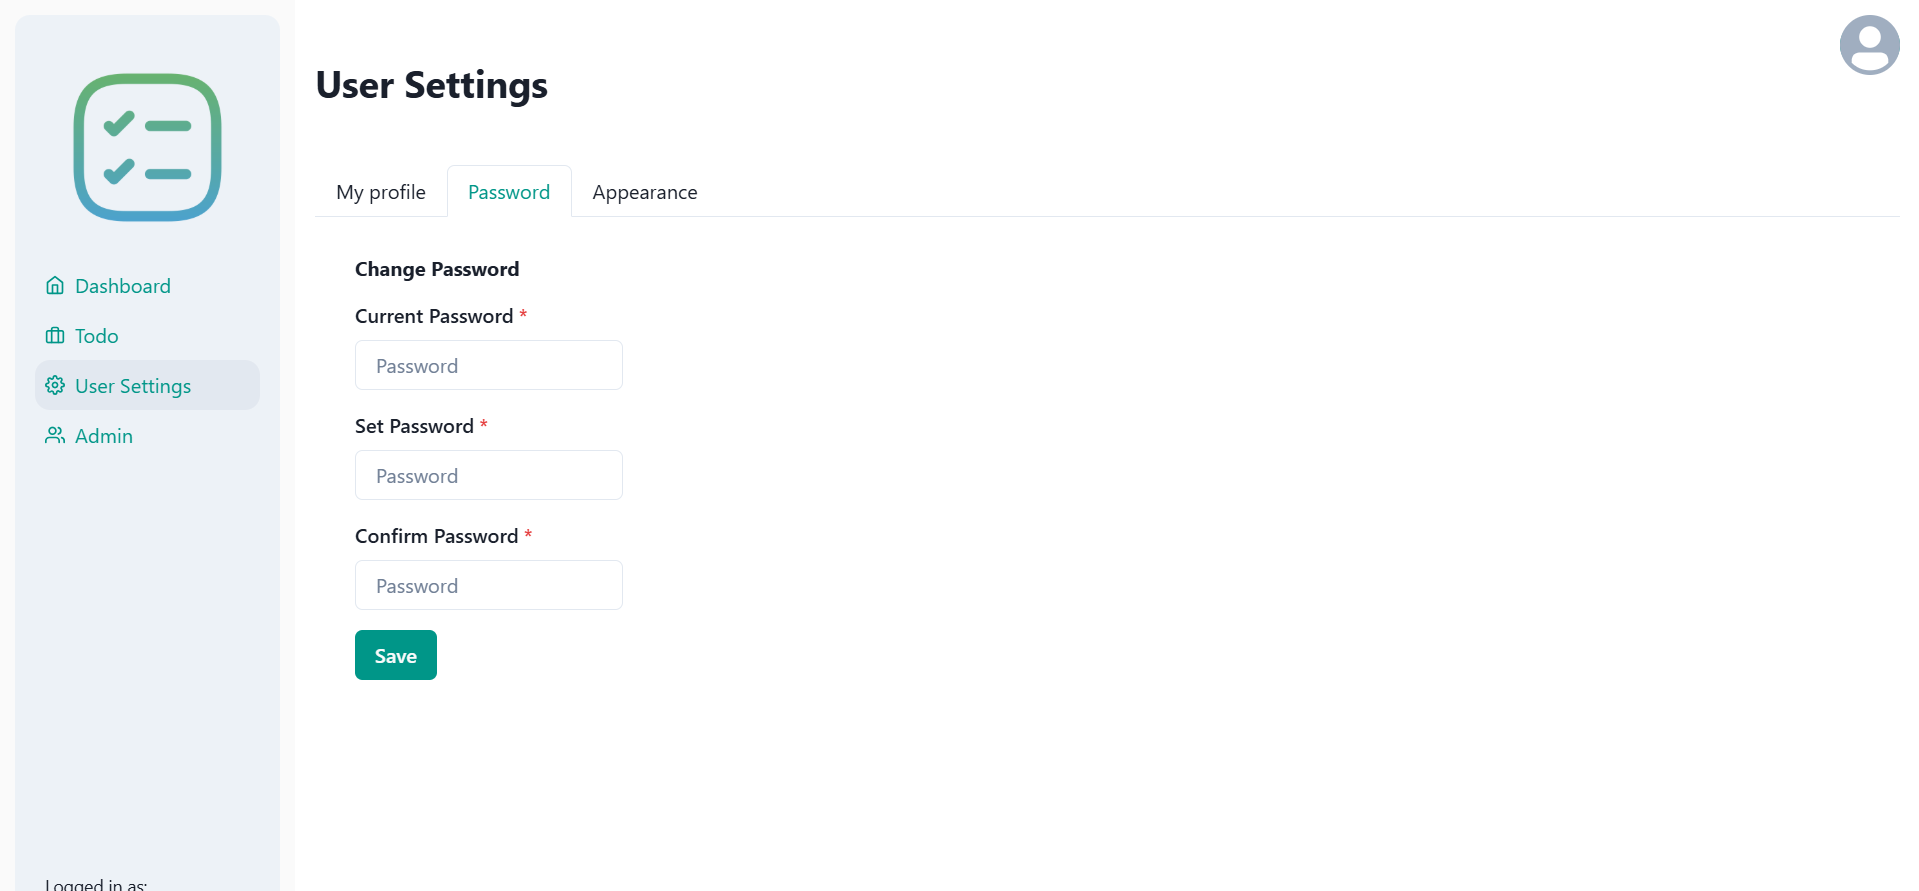 User Settings
My profile
Password
Appearance
Dashboard
Todo
User Settings
Admin
Change Password
Current Password *
Password
Set Password *
Password
Confirm Password *
Password
Save
Logged in as: